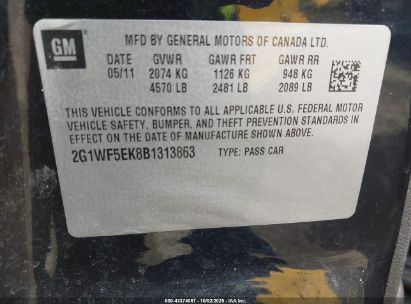 GM
MFD BY GENERAL MOTORS OF CANADA LTD.
GVWR GAWR FRT GAWR RR
05/11 2074 KG 1126 KG 948 KG
4570 LB 2481 LB 2089 LB
THIS VEHICLE CONFORMS TO ALL APPLICABLE U.S. FEDERAL MOTOR
VEHICLE SAFETY, BUMPER, AND THEFT PREVENTION STANDARDS IN
EFFECT ON THE DATE OF MANUFACTURE SHOWN ABOVE.
2G1WF5EK8B1313863 TYPE: PASS CAR